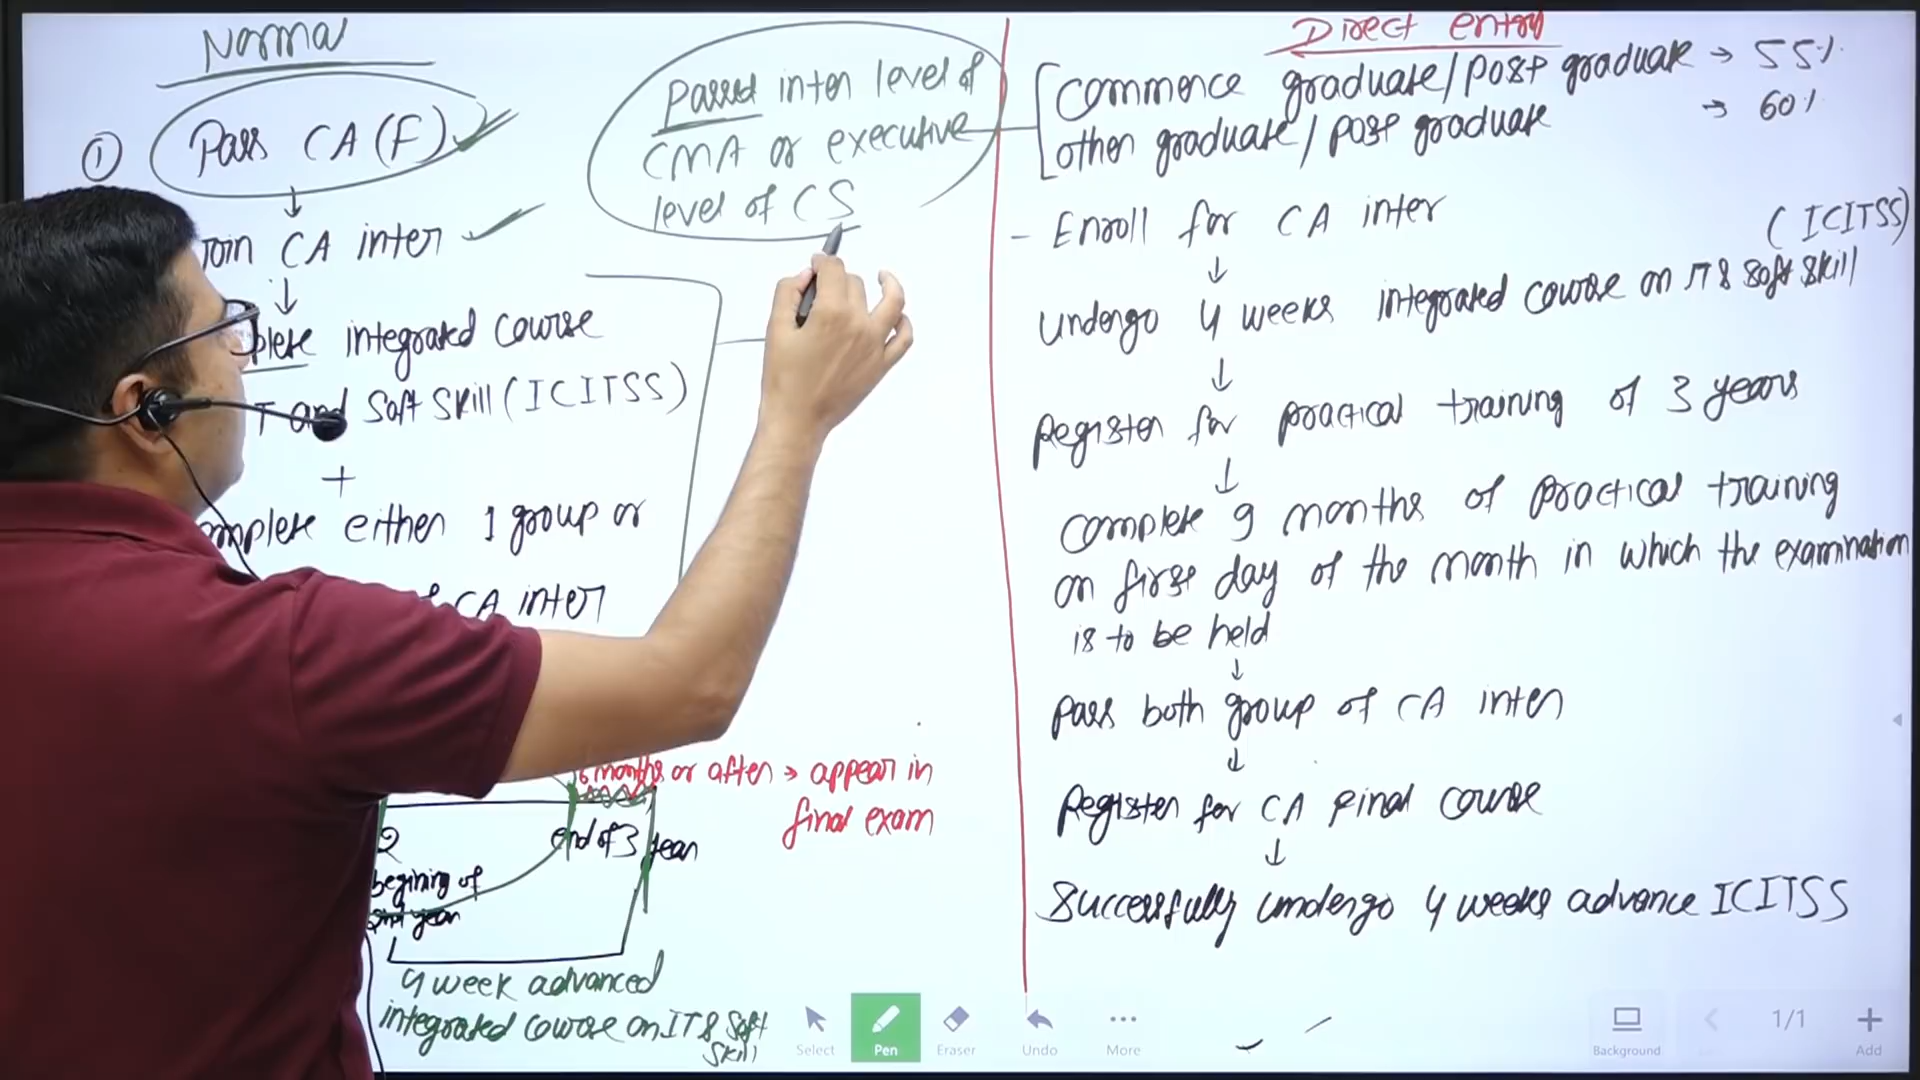 Normal
① Pass CA (F)
join CA inter
integrated course
and Soft Skill (ICITSS)
+
either 1 group or
CA inter
6 months or after → appear in
final exam
2
end of 3 year
begining of
2nd year
4 week advanced
integrated course on IT & Soft
Skill
Passed inter level of
CMA or executive
level of CS
Direct entry
Commerce graduate/post graduate → 55%
other graduate/post graduate → 60%
- Enroll for CA inter
(ICITSS)
undergo 4 weeks integrated course on IT & soft skill
Register for practical training of 3 years
complete 9 months of practical training
on first day of the month in which the examination
is to be held
pass both group of CA inter
Register for CA final course
Successfully undergo 4 weeks advance ICITSS
Select
Pen
Eraser
Undo
More
Background
1/1
Add